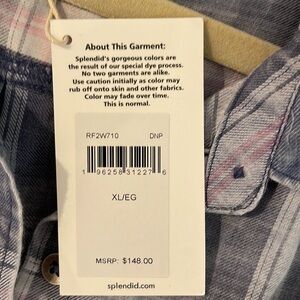 About This Garment:
Splendid's gorgeous colors are
the result of our special dye process.
No two garments are alike.
Use caution initially as color may
rub off onto skin and other fabrics.
Color may fade over time.
This is normal.
RF2W710 DNP
1 96258 31227 6
XL/EG
MSRP: $148.00
splendid.com